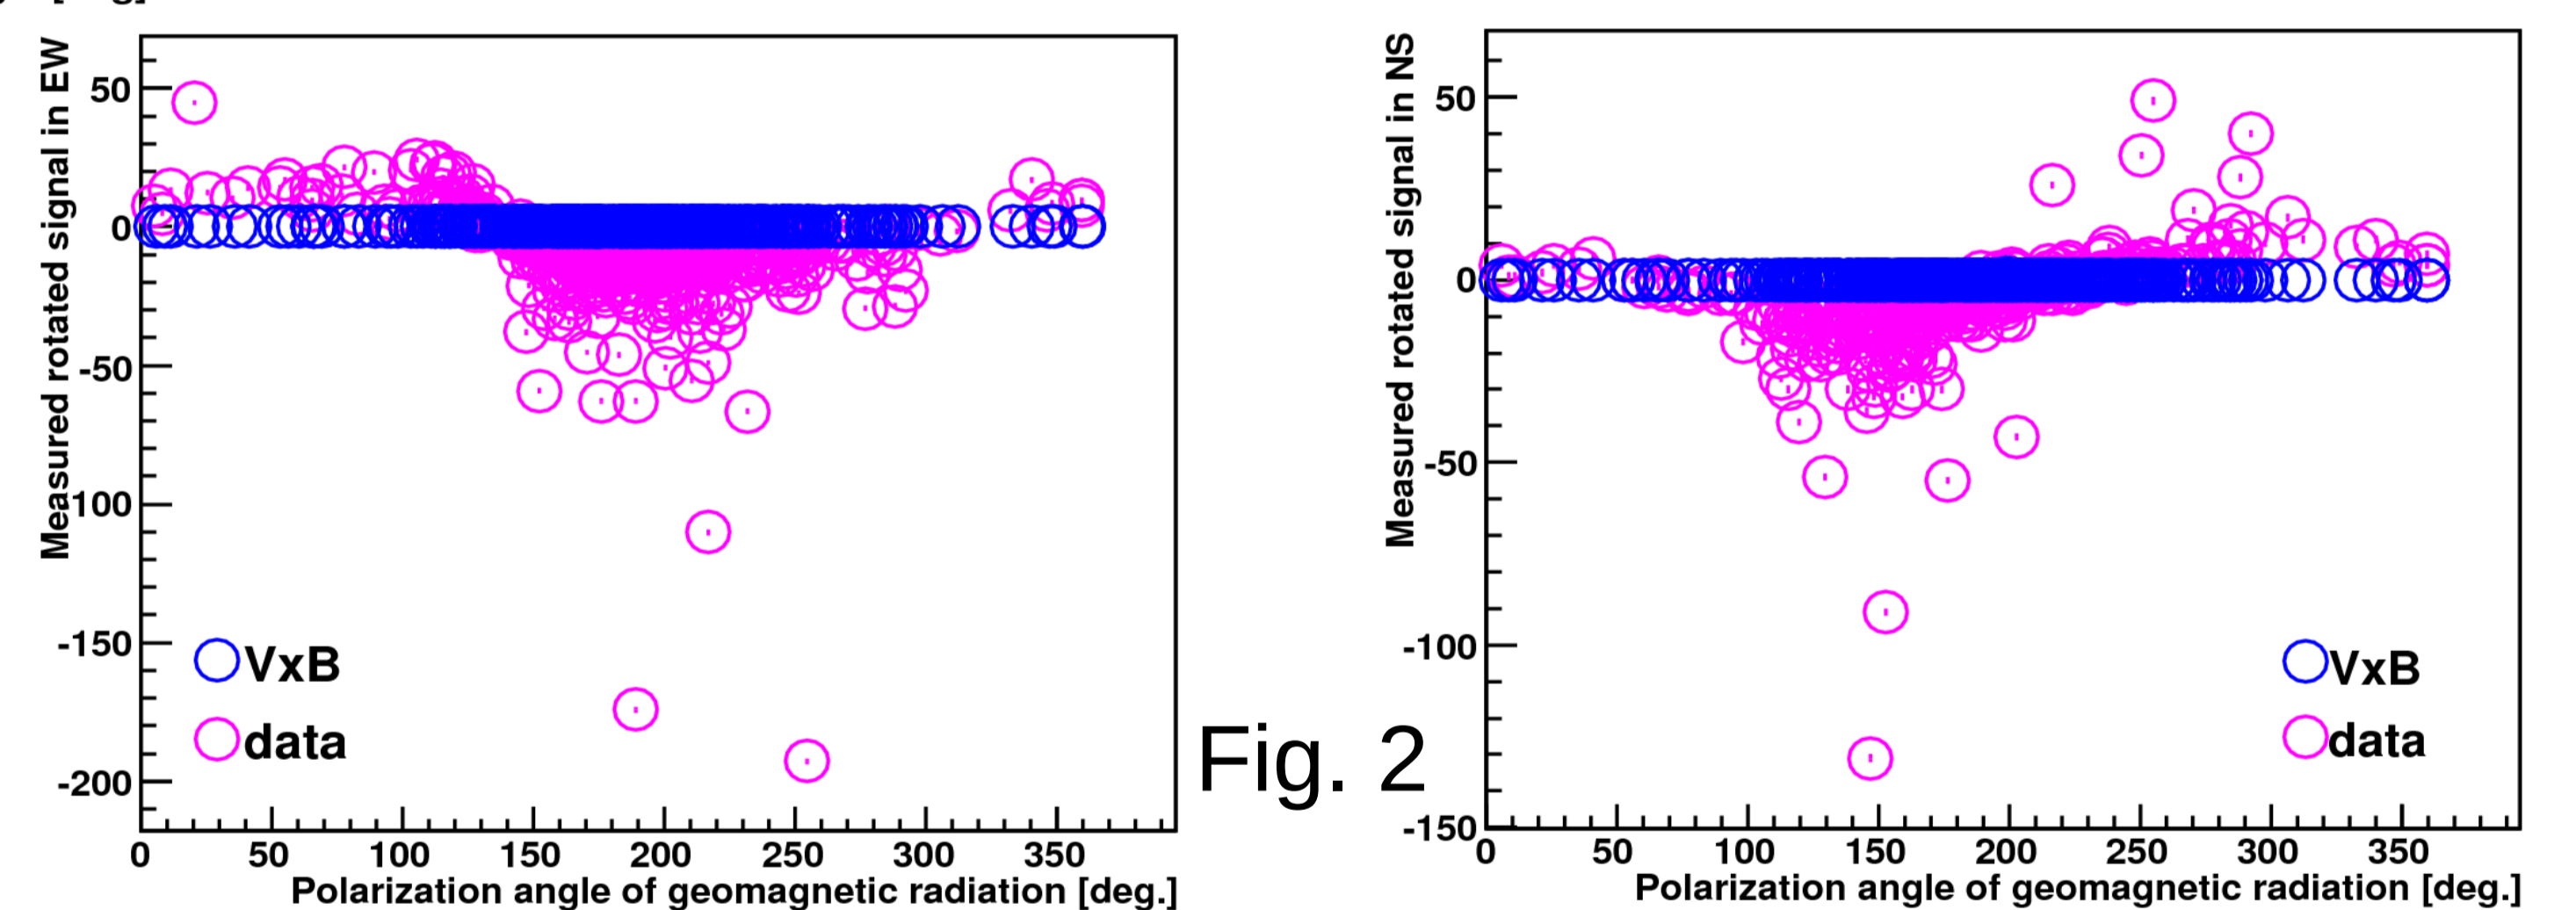 Measured rotated signal in EW
50
0
-50
-100
-150
-200
VxB
data
0 50 100 150 200 250 300 350
Polarization angle of geomagnetic radiation [deg.]
Fig. 2
Measured rotated signal in NS
50
0
-50
-100
-150
VxB
data
0 50 100 150 200 250 300 350
Polarization angle of geomagnetic radiation [deg.]